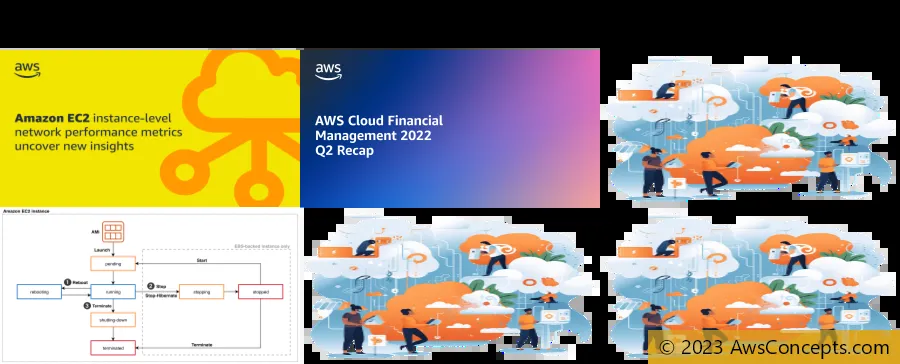 aws
Amazon EC2 instance-level
network performance metrics
uncover new insights
aws
AWS Cloud Financial
Management 2022
Q2 Recap
Amazon EC2 instance
AMI
EBS-backed instance only
Launch
Start
pending
1 Reboot
2 Stop
rebooting
running
stopping
stopped
Stop-Hibernate
3 Terminate
shutting-down
Terminate
terminated
© 2023 AwsConcepts.com